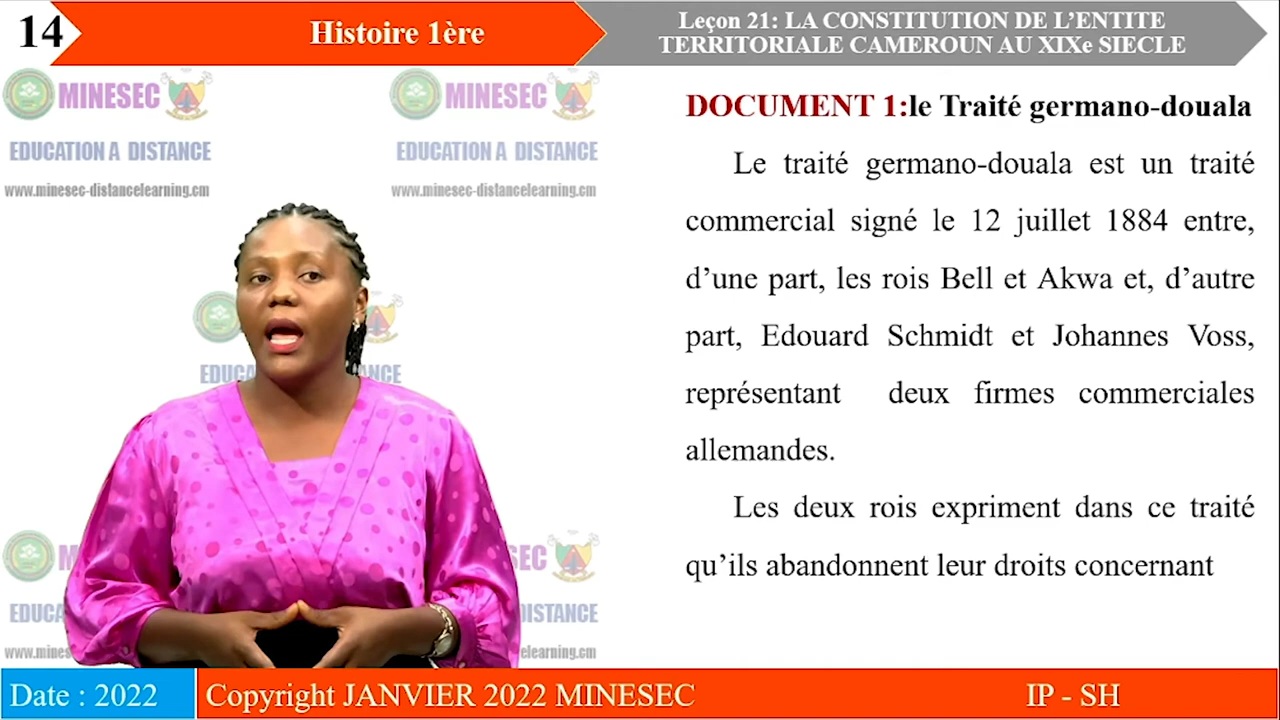 14
Histoire 1ère
Leçon 21: LA CONSTITUTION DE L’ENTITE
TERRITORIALE CAMEROUN AU XIXe SIECLE
MINESEC
MINESEC
EDUCATION A DISTANCE
EDUCATION A DISTANCE
www.minesec-distancelearning.cm
www.minesec-distancelearning.cm
DOCUMENT 1:le Traité germano-douala
Le traité germano-douala est un traité
commercial signé le 12 juillet 1884 entre,
d’une part, les rois Bell et Akwa et, d’autre
part, Edouard Schmidt et Johannes Voss,
représentant deux firmes commerciales
allemandes.
Les deux rois expriment dans ce traité
qu’ils abandonnent leur droits concernant
Date : 2022
Copyright JANVIER 2022 MINESEC
IP - SH